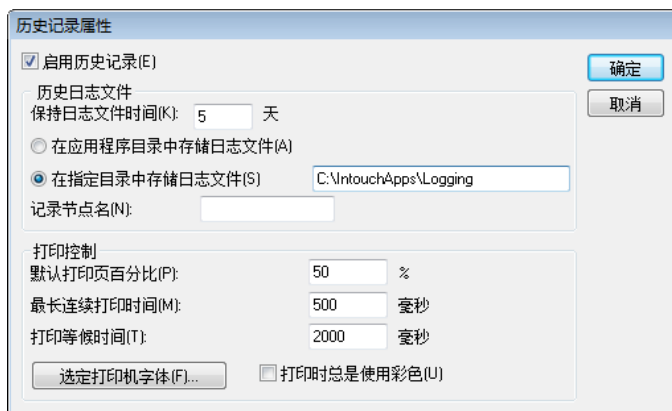 历史记录属性
启用历史记录(E)
确定
历史日志文件
保持日志文件时间(K): 5 天
取消
在应用程序目录中存储日志文件(A)
在指定目录中存储日志文件(S) C:\IntouchApps\Logging
记录节点名(N):
打印控制
默认打印页百分比(P): 50 %
最长连续打印时间(M): 500 毫秒
打印等候时间(T): 2000 毫秒
选定打印机字体(F)... 打印时总是使用彩色(U)